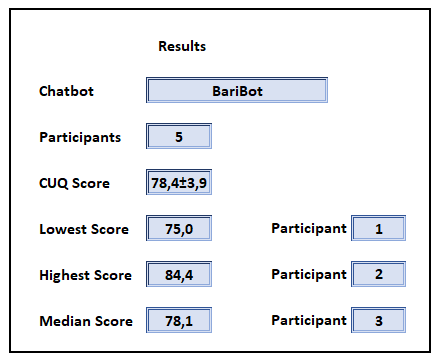 Results
Chatbot BariBot
Participants 5
CUQ Score 78,4±3,9
Lowest Score 75,0 Participant 1
Highest Score 84,4 Participant 2
Median Score 78,1 Participant 3